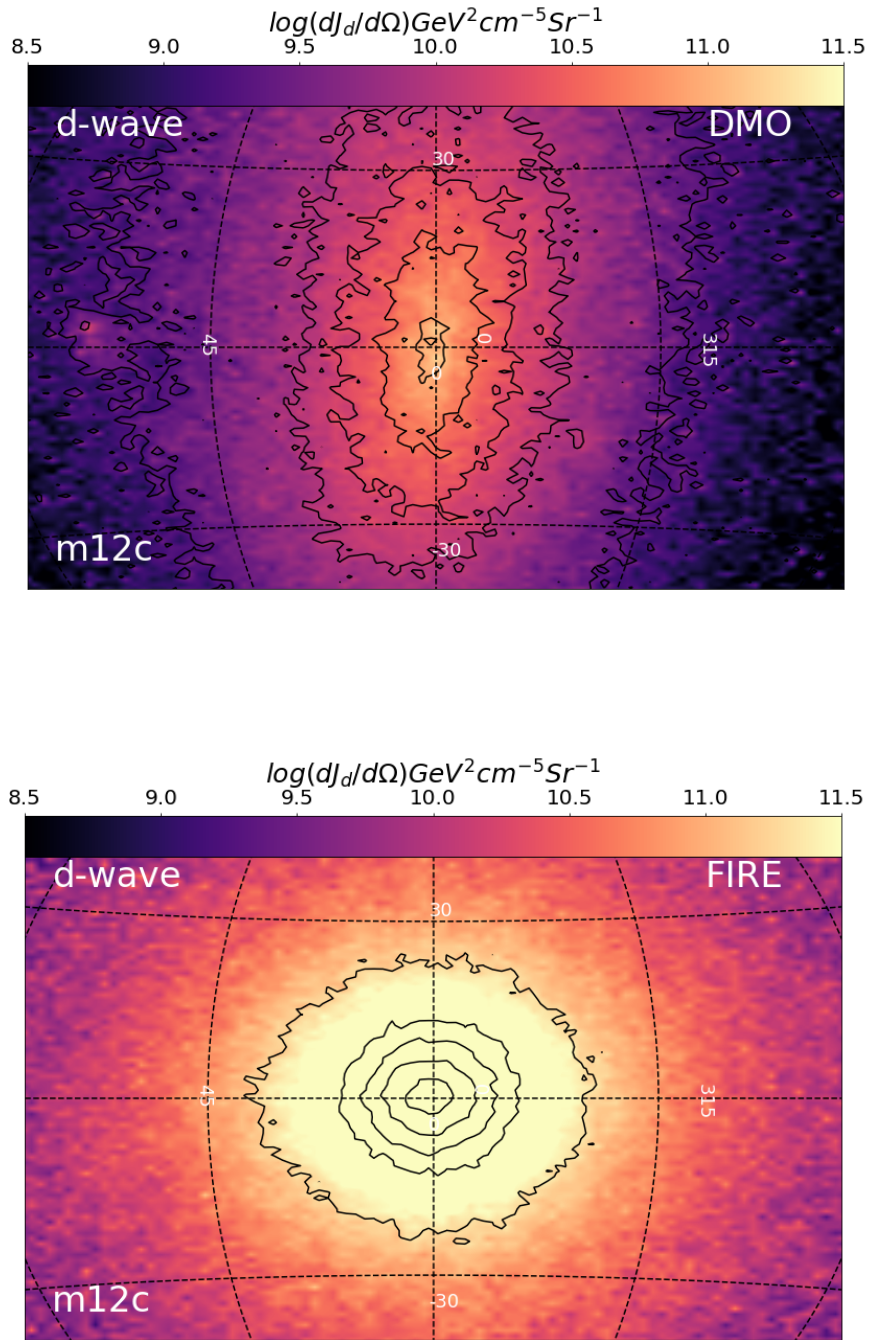 log(dJ_d/dΩ)GeV²cm⁻⁵Sr⁻¹
8.5 9.0 9.5 10.0 10.5 11.0 11.5
d-wave DMO
30
45 0 315
0
m12c -30
log(dJ_d/dΩ)GeV²cm⁻⁵Sr⁻¹
8.5 9.0 9.5 10.0 10.5 11.0 11.5
d-wave FIRE
30
45 315
m12c -30